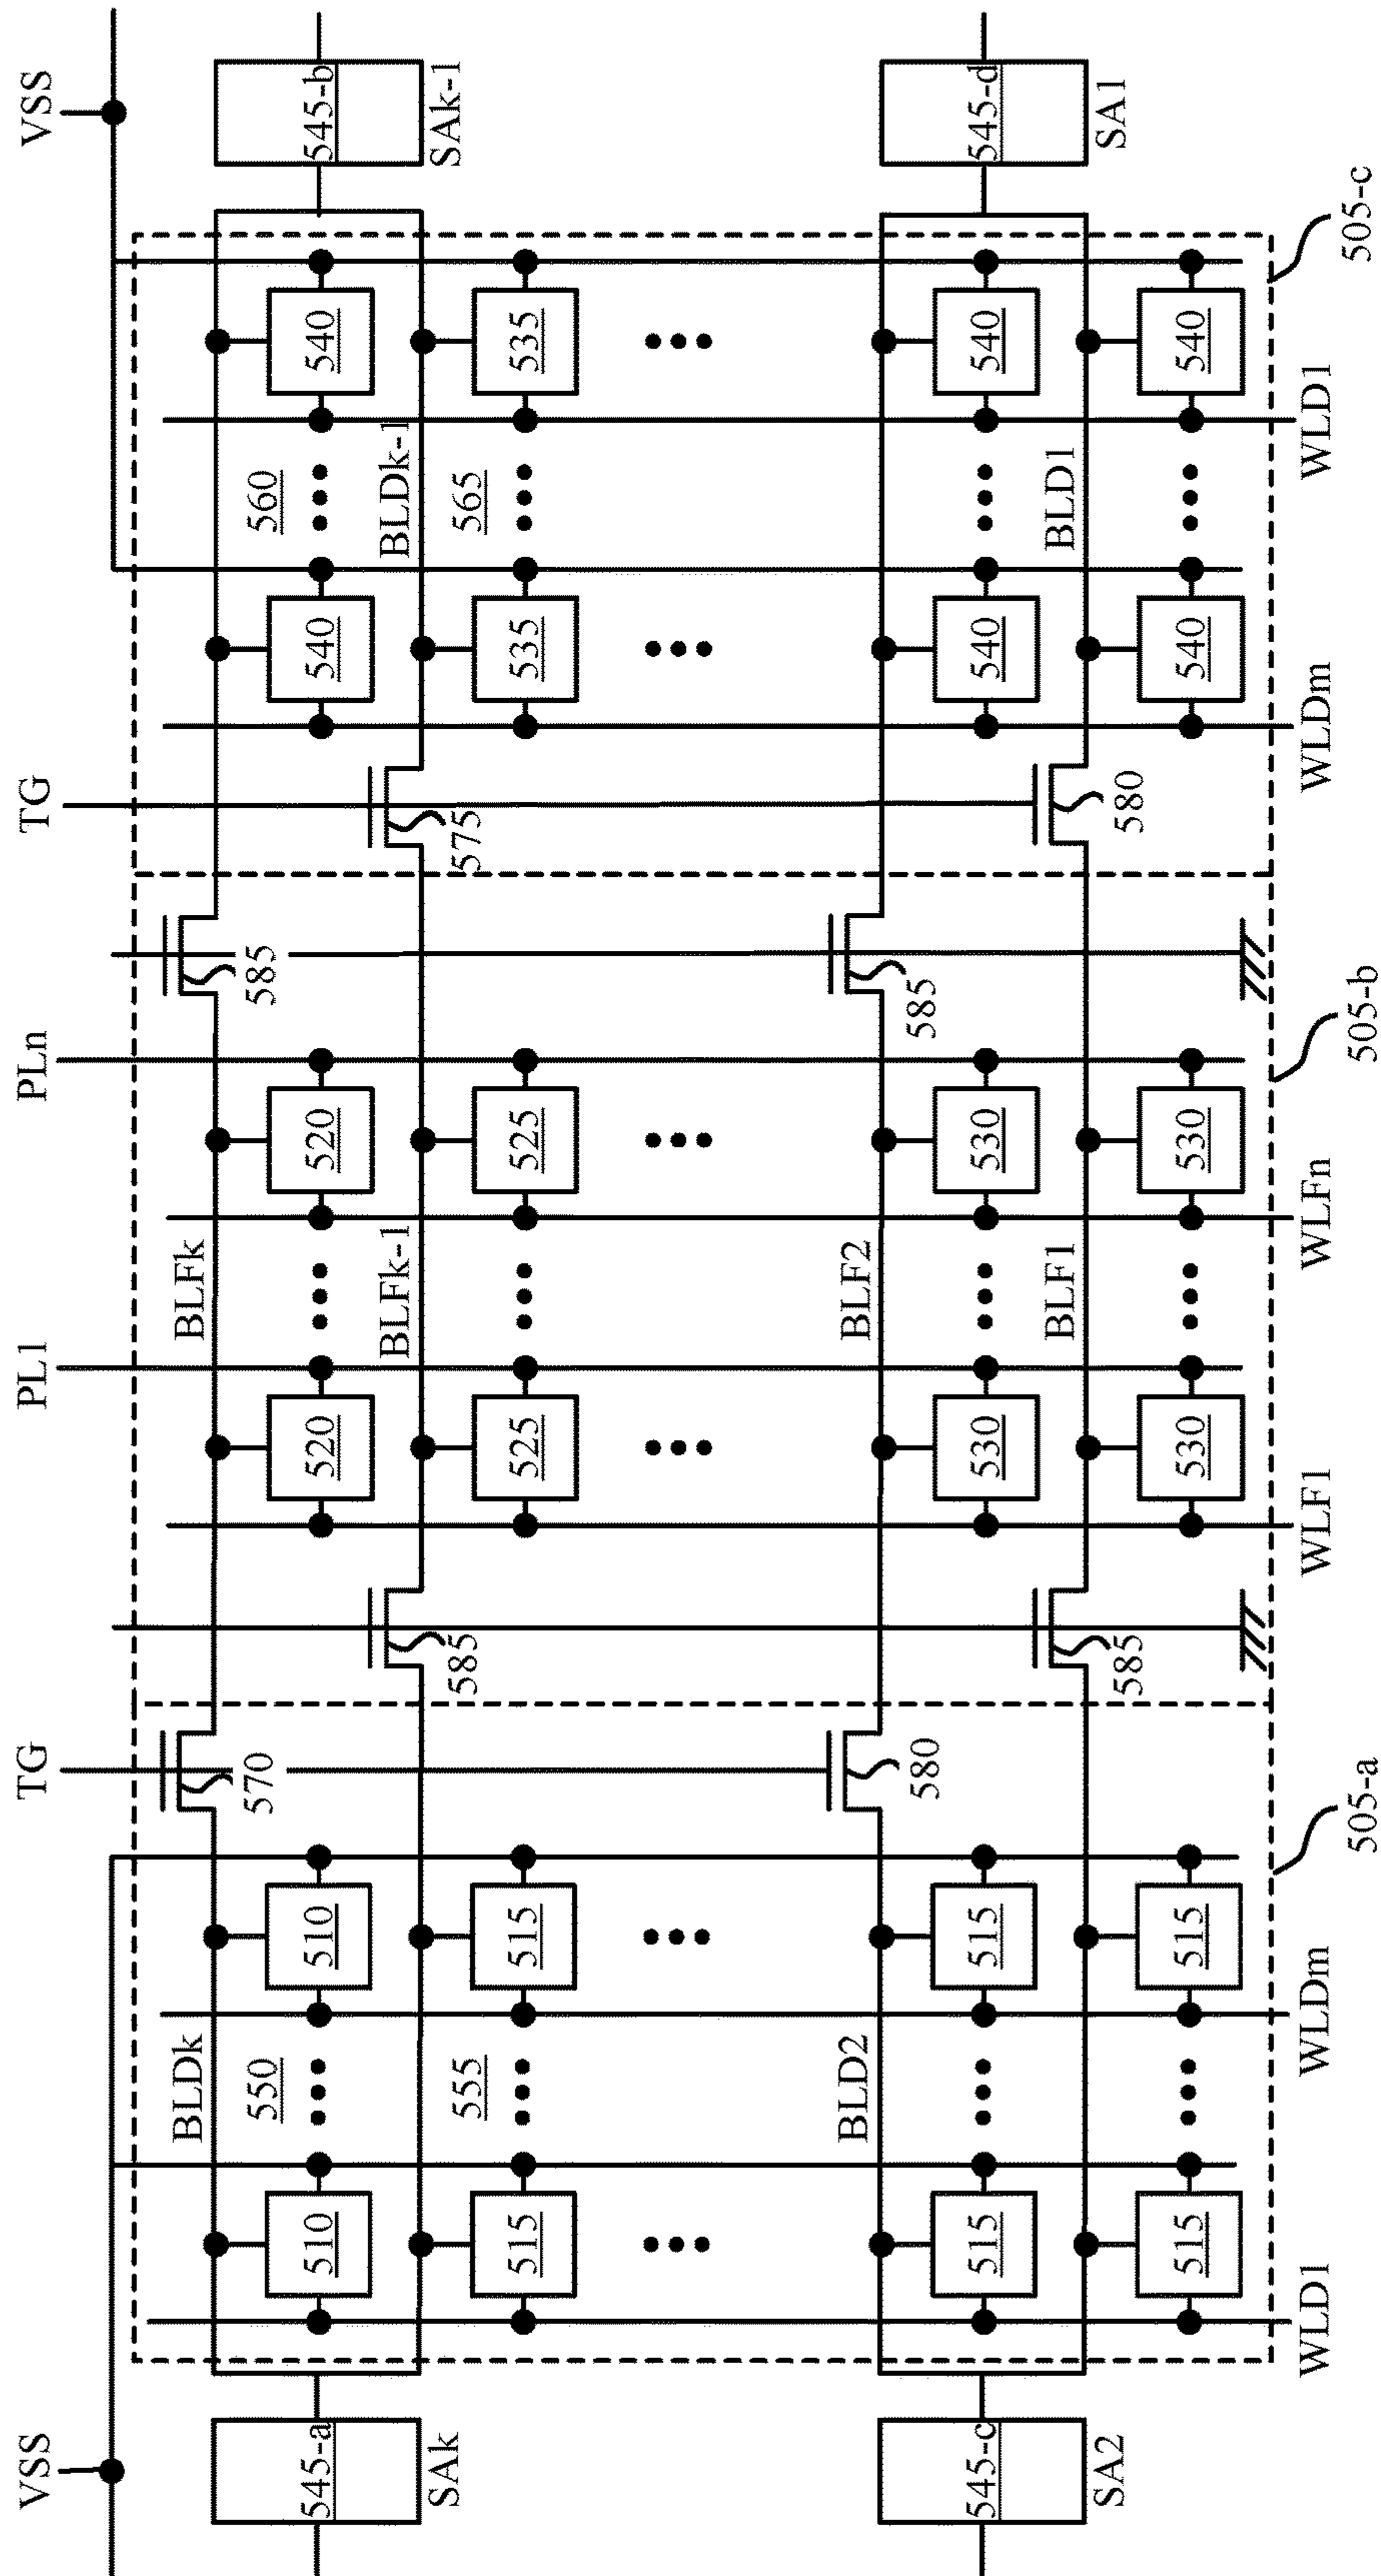 VSS
TG
PL1
PLn
TG
VSS
BLDk
BLFk
550
570
585
560
545-a
510
510
520
520
540
540
545-b
BLFk-1
BLDk-1
SAk
555
585
575
565
SAk-1
515
515
525
525
535
535
BLD2
BLF2
580
585
545-c
515
515
530
530
540
540
545-d
BLF1
BLD1
SA2
585
580
SA1
515
515
530
530
540
540
WLD1
WLDm
WLF1
WLFn
WLDm
WLD1
505-a
505-b
505-c